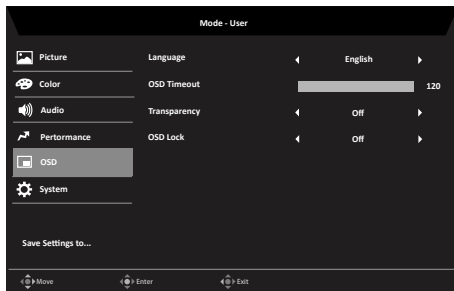 Mode - User
Picture
Language
English
Color
OSD Timeout
120
Audio
Transparency
Off
Pertormance
OSD Lock
Off
OSD
System
Save Settings to...
Move
Enter
Exit